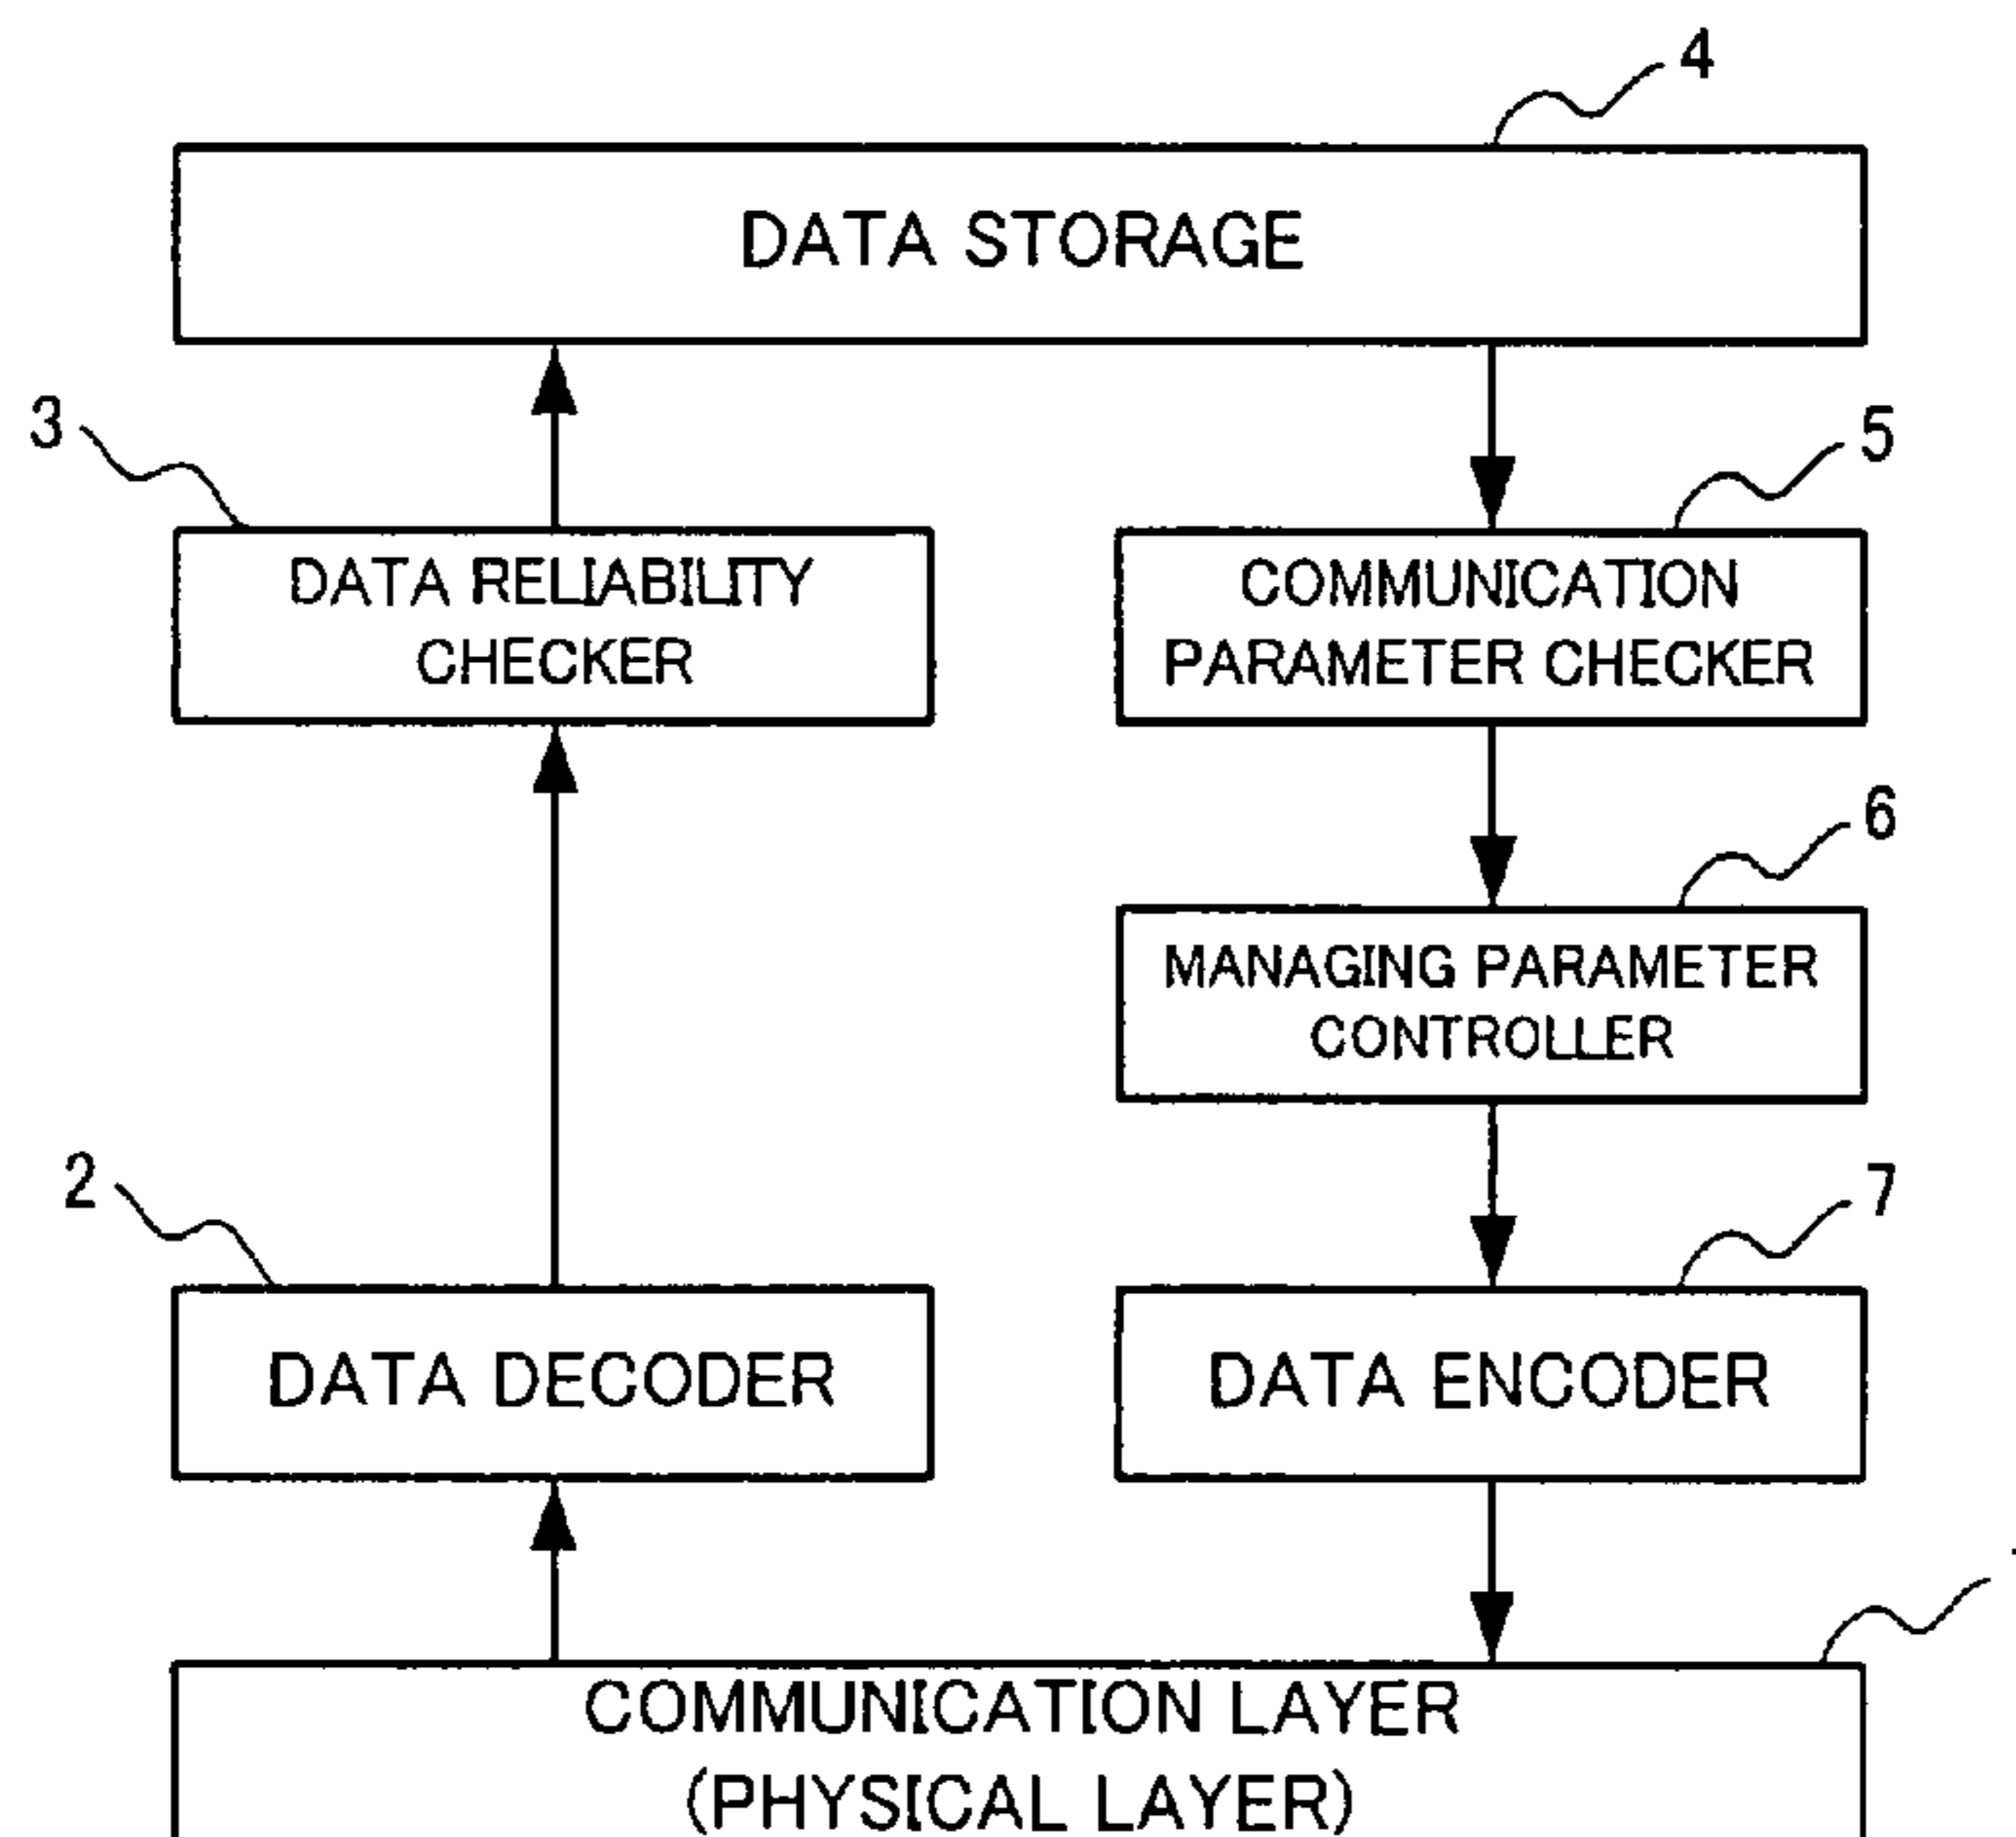 4
DATA STORAGE
3
5
DATA RELIABILITY
CHECKER
COMMUNICATION
PARAMETER CHECKER
6
MANAGING PARAMETER
CONTROLLER
2
7
DATA DECODER
DATA ENCODER
COMMUNICATION LAYER
(PHYSICAL LAYER)